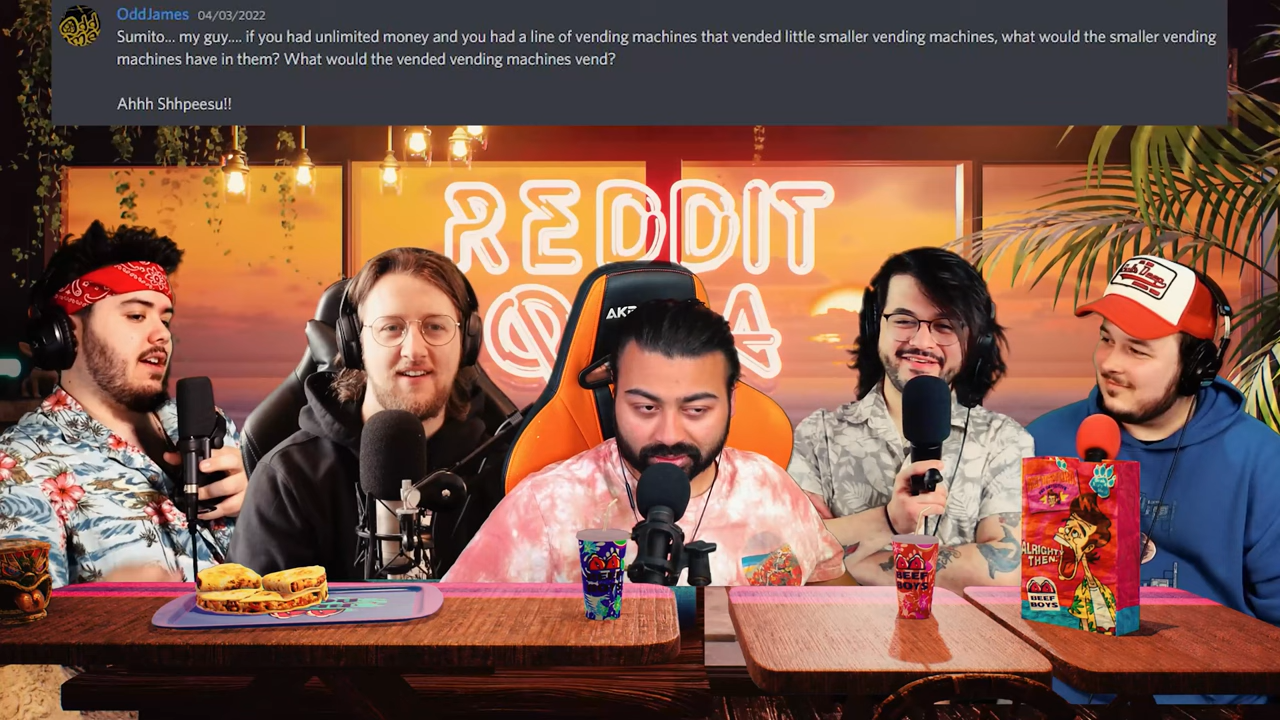 OddJames 04/03/2022
Sumito... my guy.... if you had unlimited money and you had a line of vending machines that vended little smaller vending machines, what would the smaller vending
machines have in them? What would the vended vending machines vend?
Ahhh Shhpeesu!!
REDDIT
ALRIGHTY
THEN.
BEEF
BOYS
BEEF
BOYS